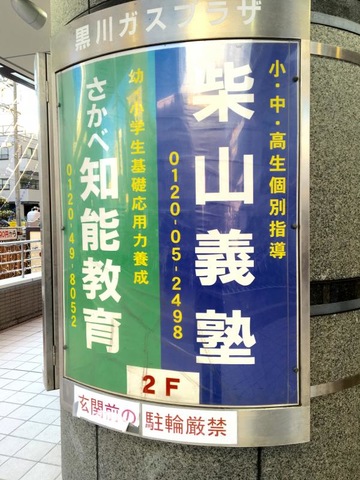 黒川ガスプラザ
小・中・高生個別指導
柴山義塾
0120-05-2498
幼・小学生基礎応用力養成
さかべ知能教育
0120-49-8052
2F
玄関前の駐輪厳禁